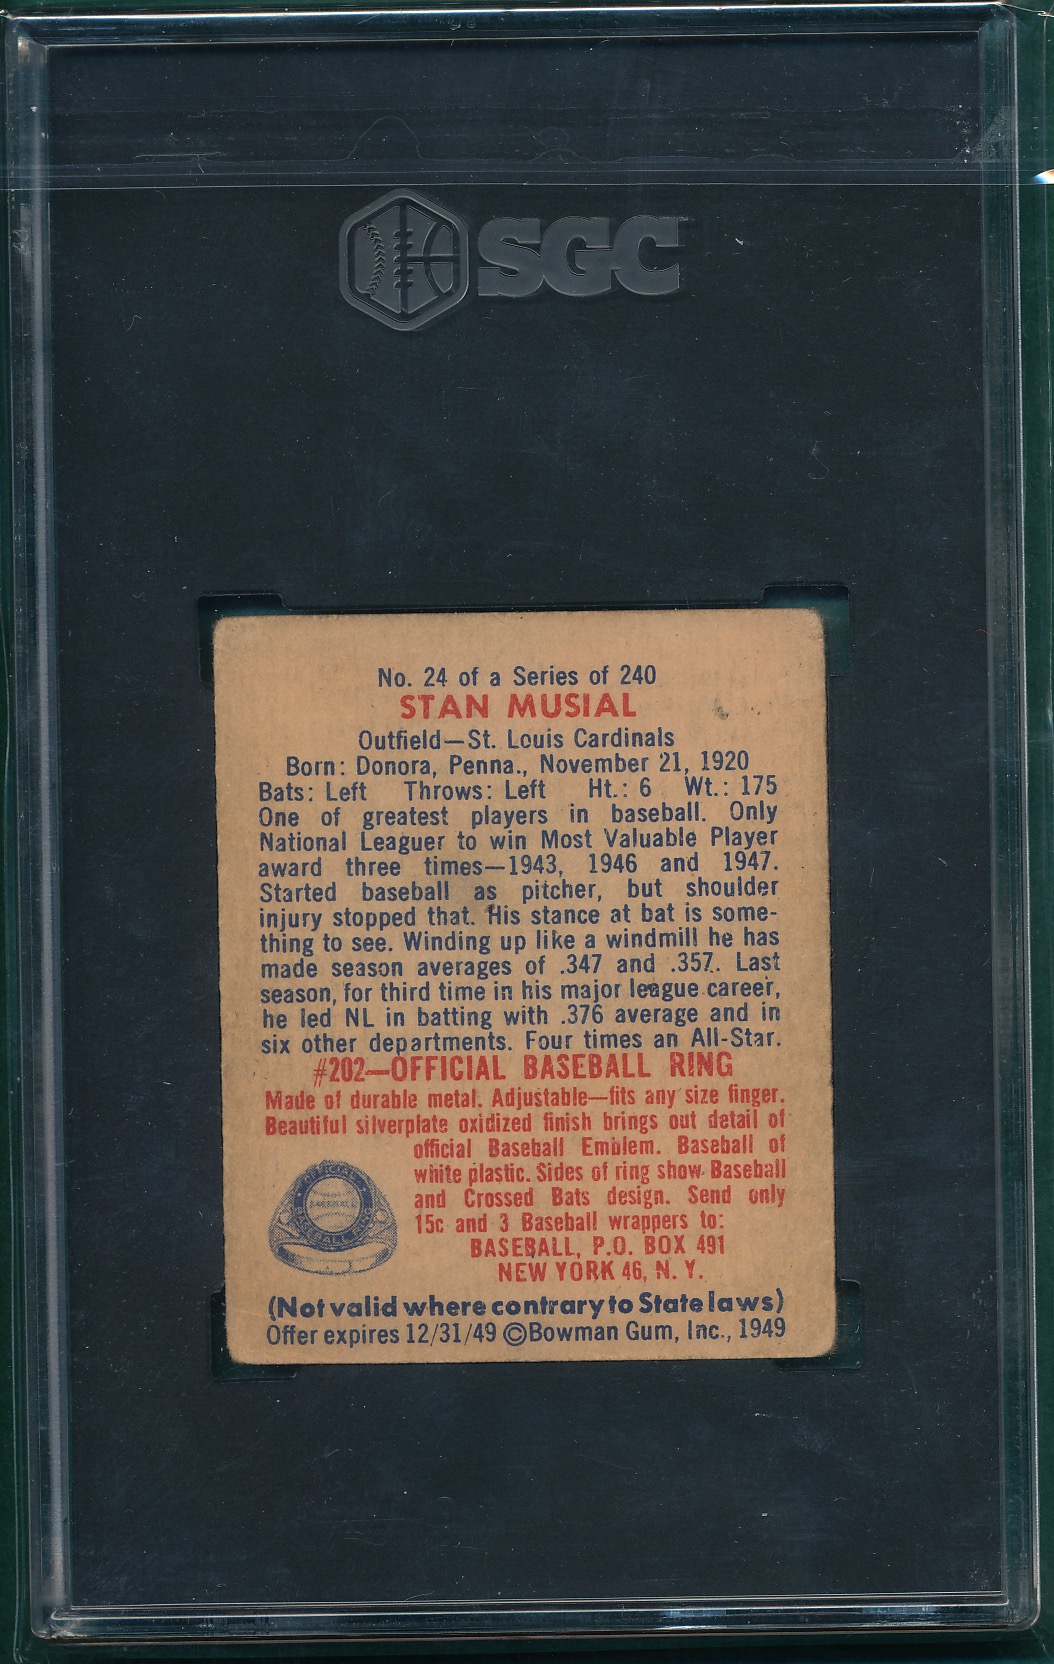 SGC
No. 24 of a Series of 240
STAN MUSIAL
Outfield—St. Louis Cardinals
Born: Donora, Penna., November 21, 1920
Bats: Left Throws: Left Ht.: 6 Wt.: 175
One of greatest players in baseball. Only
National Leaguer to win Most Valuable Player
award three times—1943, 1946 and 1947.
Started baseball as pitcher, but shoulder
injury stopped that. His stance at bat is some-
thing to see. Winding up like a windmill he has
made season averages of .347 and .357. Last
season, for third time in his major league career,
he led NL in batting with .376 average and in
six other departments. Four times an All-Star.
#202—OFFICIAL BASEBALL RING
Made of durable metal. Adjustable—fits any size finger.
Beautiful silverplate oxidized finish brings out detail of
official Baseball Emblem. Baseball of
white plastic. Sides of ring show Baseball
and Crossed Bats design. Send only
15c and 3 Baseball wrappers to:
BASEBALL, P.O. BOX 491
NEW YORK 46, N. Y.
OFFICIAL
BASEBALL
BASEBALL RING
(Not valid where contrary to State laws)
Offer expires 12/31/49 ©Bowman Gum, Inc., 1949